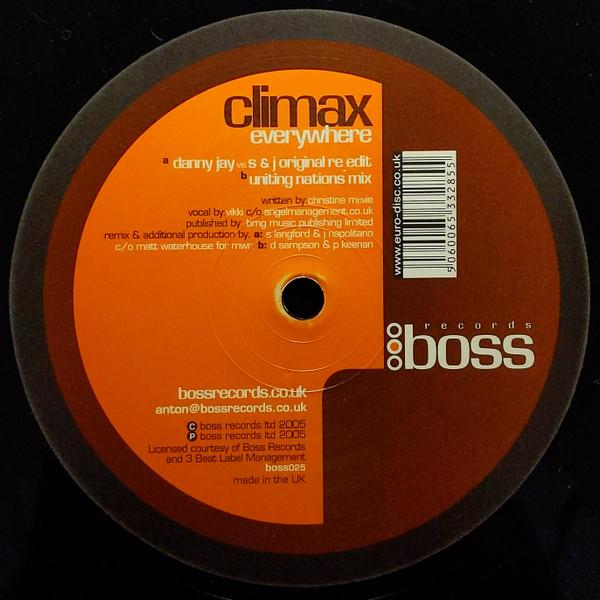 climax
everywhere
a danny jay vs s & j original re edit
b uniting nations mix
written by: christine mcvie
vocal by: vikki c/o angelmanagement.co.uk
published by: bmg music publishing limited
remix & additional production by: a: s langford & j napolitano
c/o matt waterhouse for mwr b: d sampson & p keenan
www.euro-disc.co.uk
5060065332855
records
boss
bossrecords.co.uk
anton@bossrecords.co.uk
C boss records ltd 2005
P boss records ltd 2005
Licensed courtesy of Boss Records
and 3 Beat Label Management
boss025
made in the UK